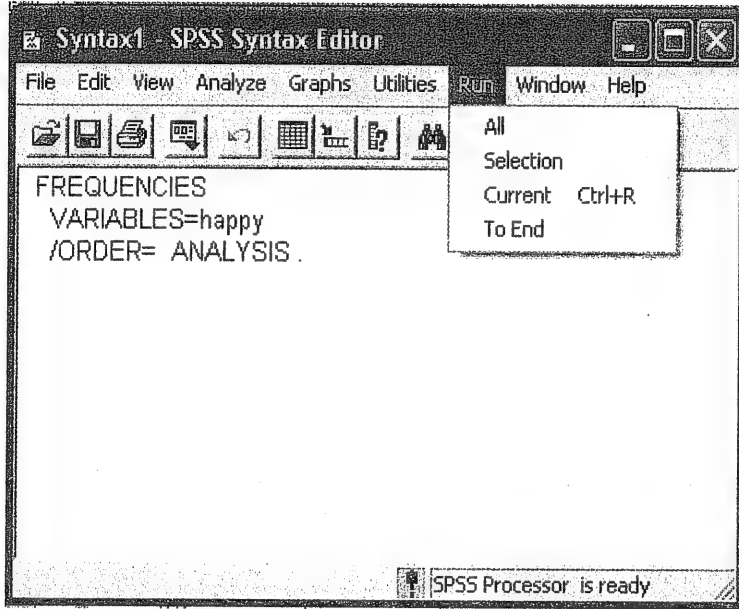 Syntax1 - SPSS Syntax Editor
File Edit View Analyze Graphs Utilities Run Window Help
All
Selection
Current Ctrl+R
To End
FREQUENCIES
VARIABLES=happy
/ORDER= ANALYSIS .
SPSS Processor is ready